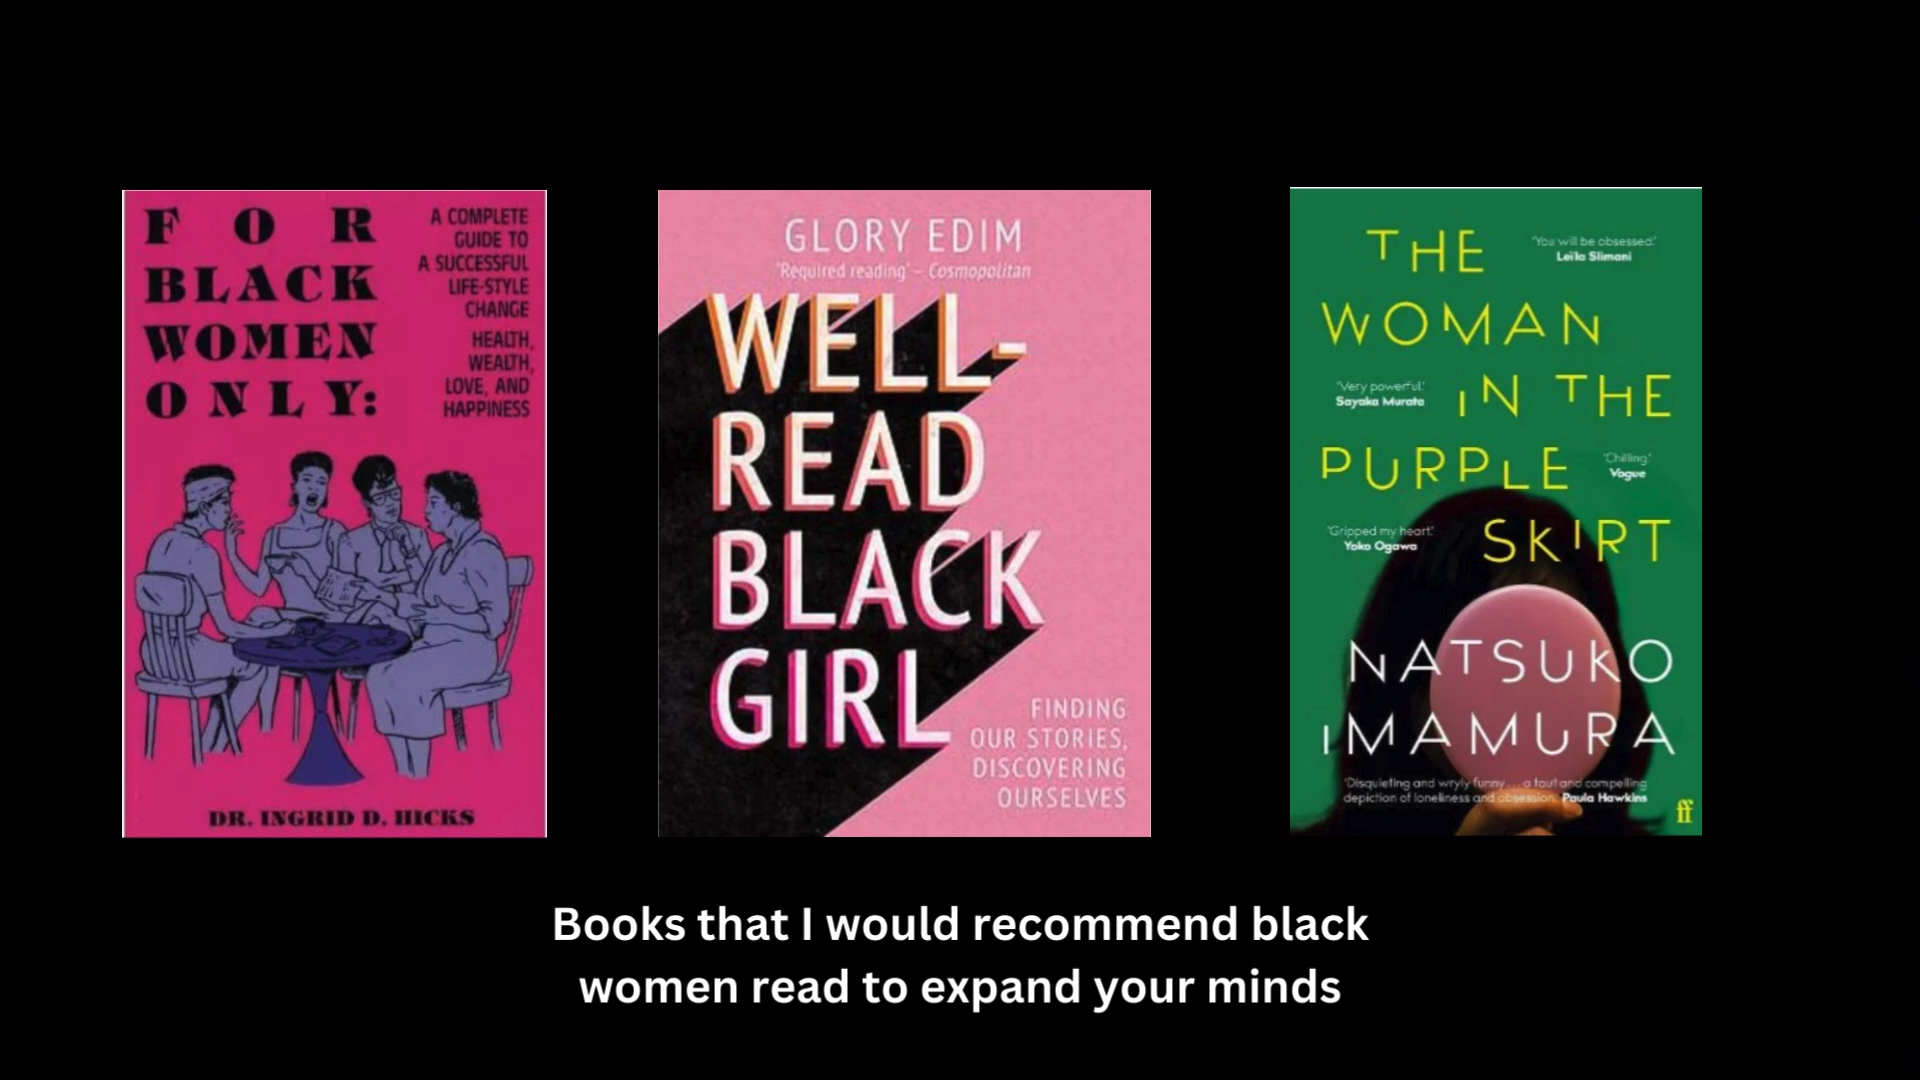 FOR
BLACK
WOMEN
ONLY:
A COMPLETE
GUIDE TO
A SUCCESSFUL
LIFE-STYLE
CHANGE
HEALTH,
WEALTH,
LOVE, AND
HAPPINESS
DR. INGRID D. HICKS
GLORY EDIM
'Required reading' – Cosmopolitan
WELL-
READ
BLACK
GIRL
FINDING
OUR STORIES,
DISCOVERING
OURSELVES
THE
'You will be obsessed.'
Leïla Slimani
WOMAN
'Very powerful.'
Sayaka Murata
IN THE
PURPLE
'Chilling.'
Vogue
'Gripped my heart.'
Yoko Ogawa
SKIRT
NATSUKO
IMAMURA
'Disquieting and wryly funny . . . a taut and compelling
depiction of loneliness and obsession.' Paula Hawkins
ff
Books that I would recommend black
women read to expand your minds